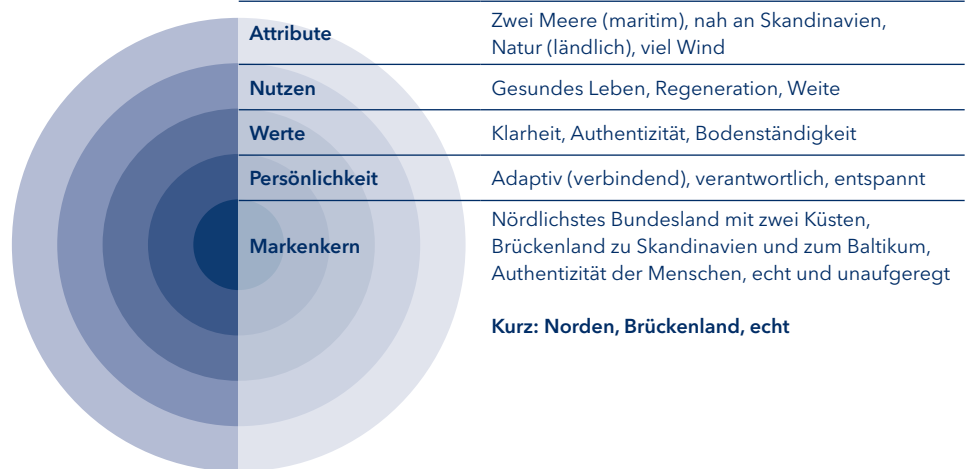 Attribute
Zwei Meere (maritim), nah an Skandinavien,
Natur (ländlich), viel Wind
Nutzen
Gesundes Leben, Regeneration, Weite
Werte
Klarheit, Authentizität, Bodenständigkeit
Persönlichkeit
Adaptiv (verbindend), verantwortlich, entspannt
Markenkern
Nördlichstes Bundesland mit zwei Küsten,
Brückenland zu Skandinavien und zum Baltikum,
Authentizität der Menschen, echt und unaufgeregt
Kurz: Norden, Brückenland, echt